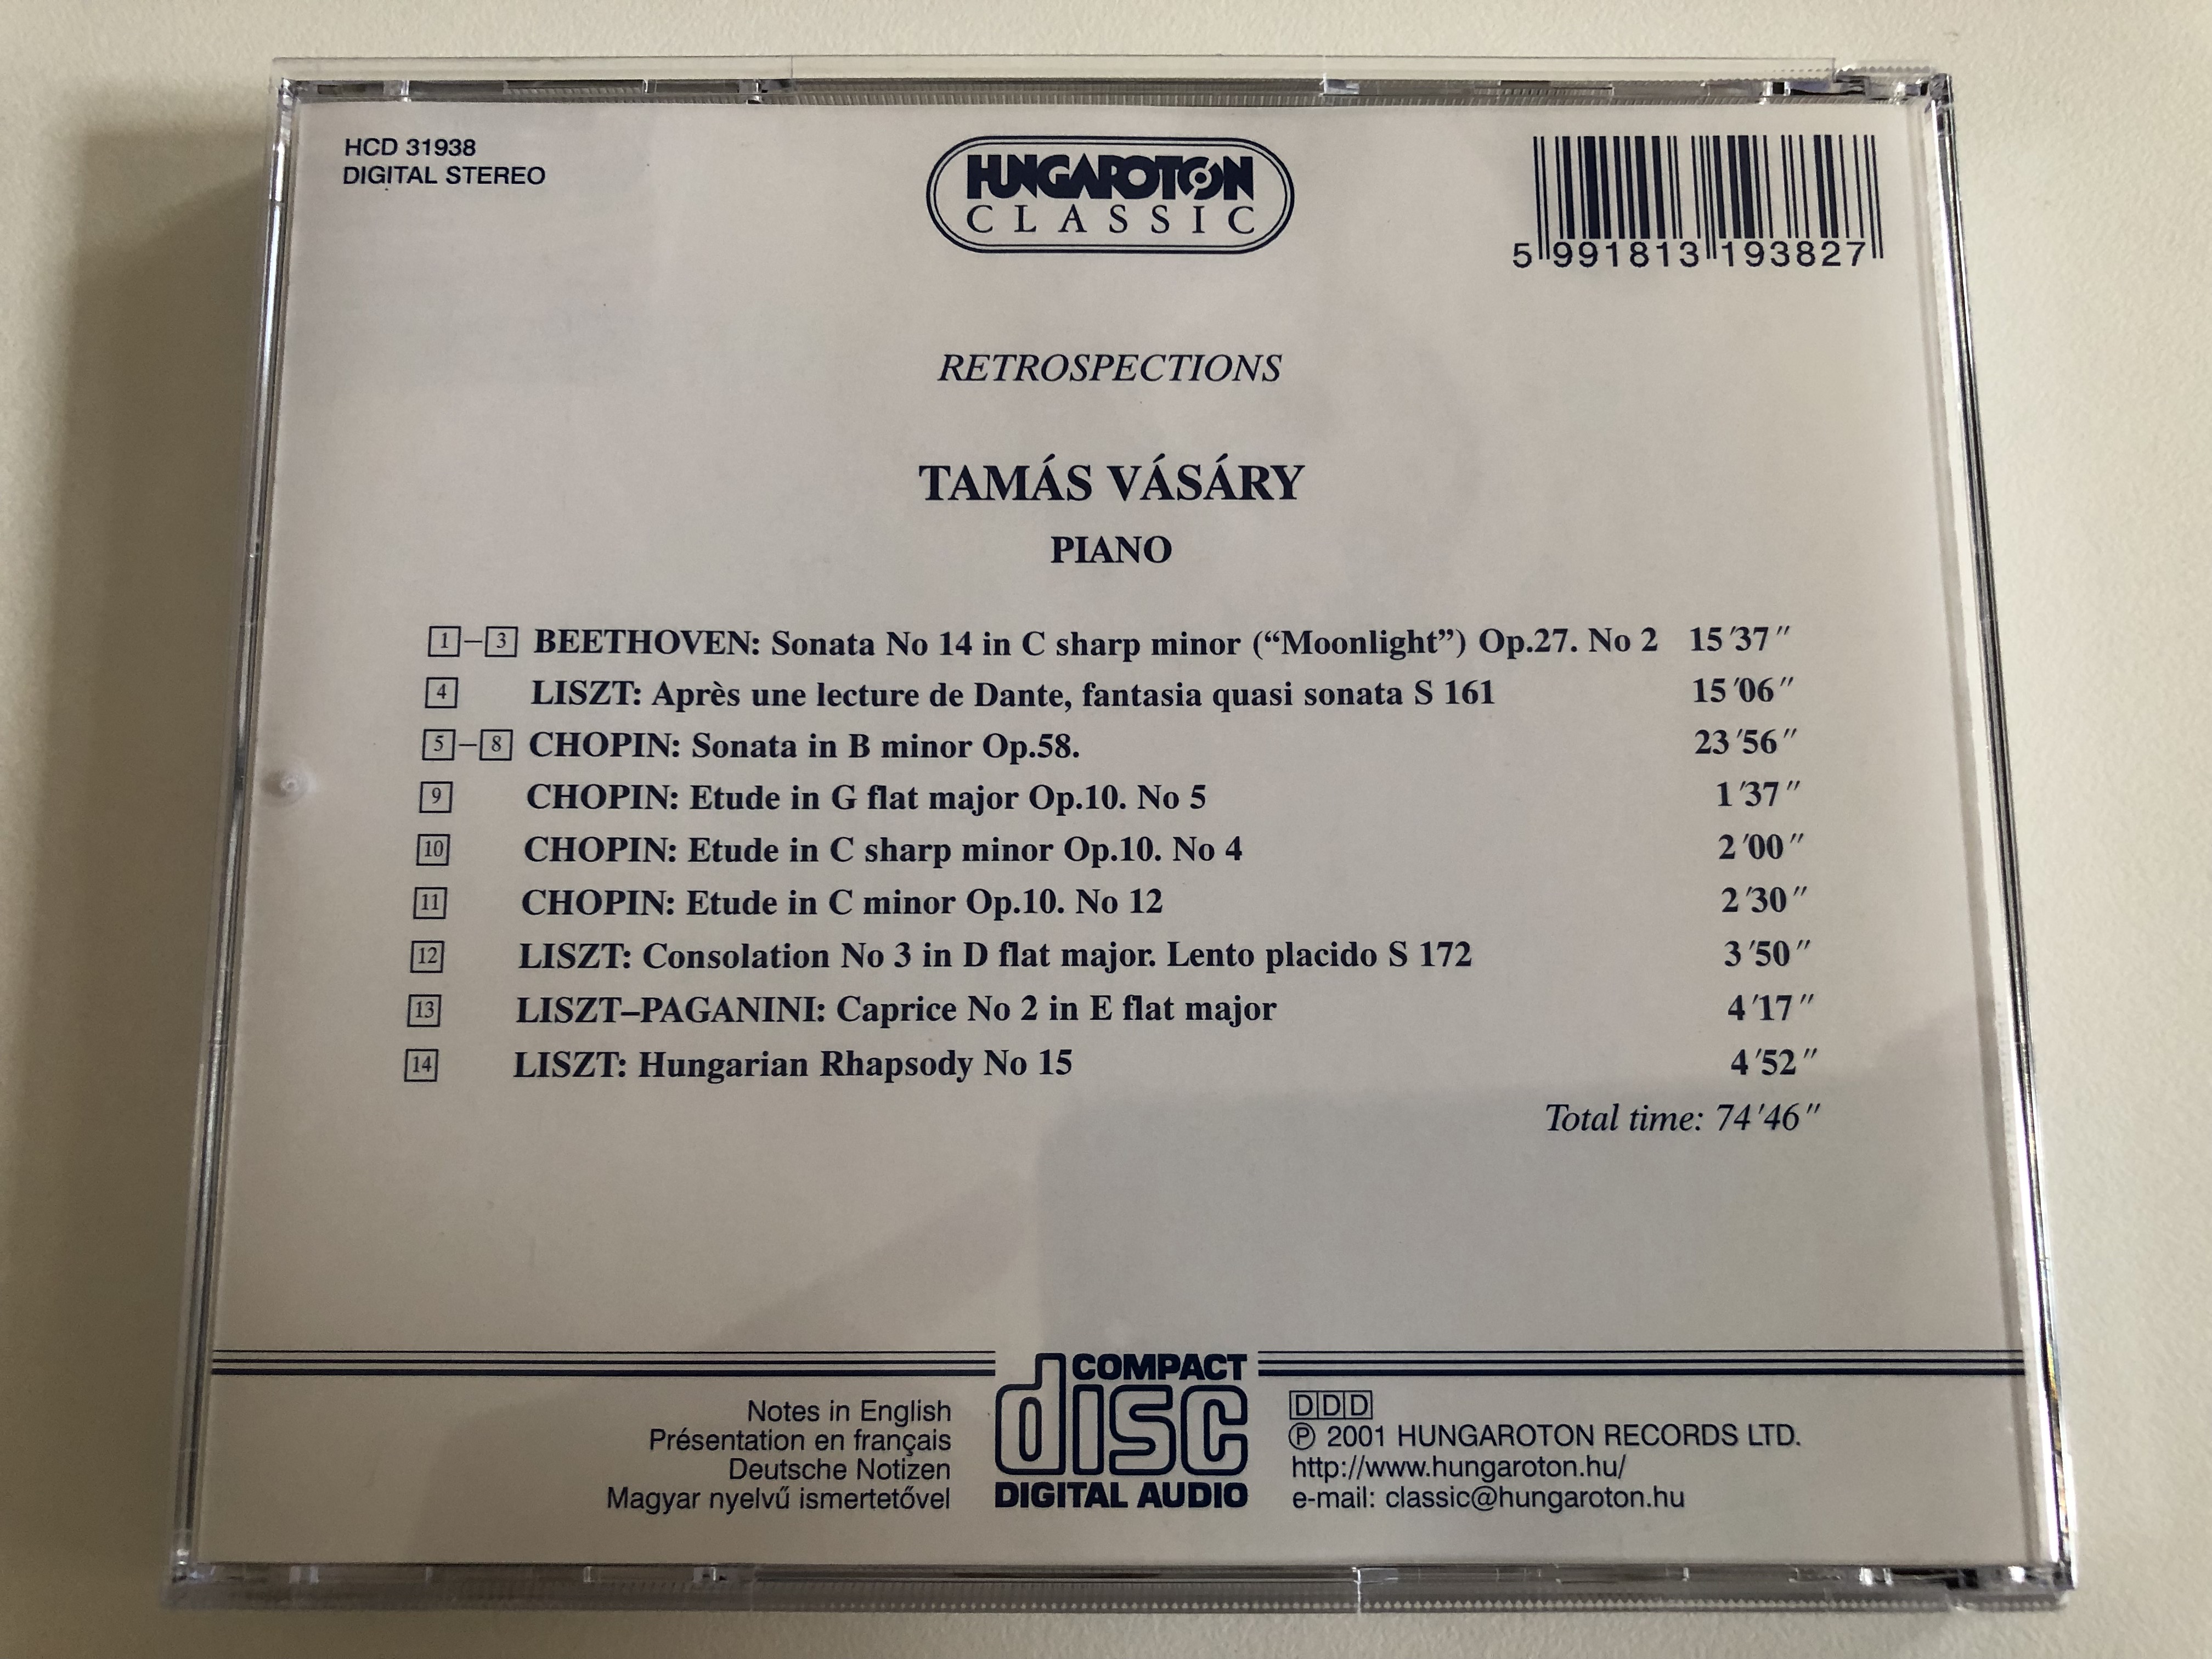 HCD 31938
DIGITAL STEREO
HUNGAROTON
CLASSIC
5 991813 193827
RETROSPECTIONS
TAMÁS VÁSÁRY
PIANO
1–3 BEETHOVEN: Sonata No 14 in C sharp minor (“Moonlight”) Op.27. No 2 15′37″
4 LISZT: Après une lecture de Dante, fantasia quasi sonata S 161 15′06″
5–8 CHOPIN: Sonata in B minor Op.58. 23′56″
9 CHOPIN: Etude in G flat major Op.10. No 5 1′37″
10 CHOPIN: Etude in C sharp minor Op.10. No 4 2′00″
11 CHOPIN: Etude in C minor Op.10. No 12 2′30″
12 LISZT: Consolation No 3 in D flat major. Lento placido S 172 3′50″
13 LISZT–PAGANINI: Caprice No 2 in E flat major 4′17″
14 LISZT: Hungarian Rhapsody No 15 4′52″
Total time: 74′46″
Notes in English
Présentation en français
Deutsche Notizen
Magyar nyelvű ismertetővel
COMPACT
disc
DIGITAL AUDIO
DDD
℗ 2001 HUNGAROTON RECORDS LTD.
http://www.hungaroton.hu/
e-mail: classic@hungaroton.hu